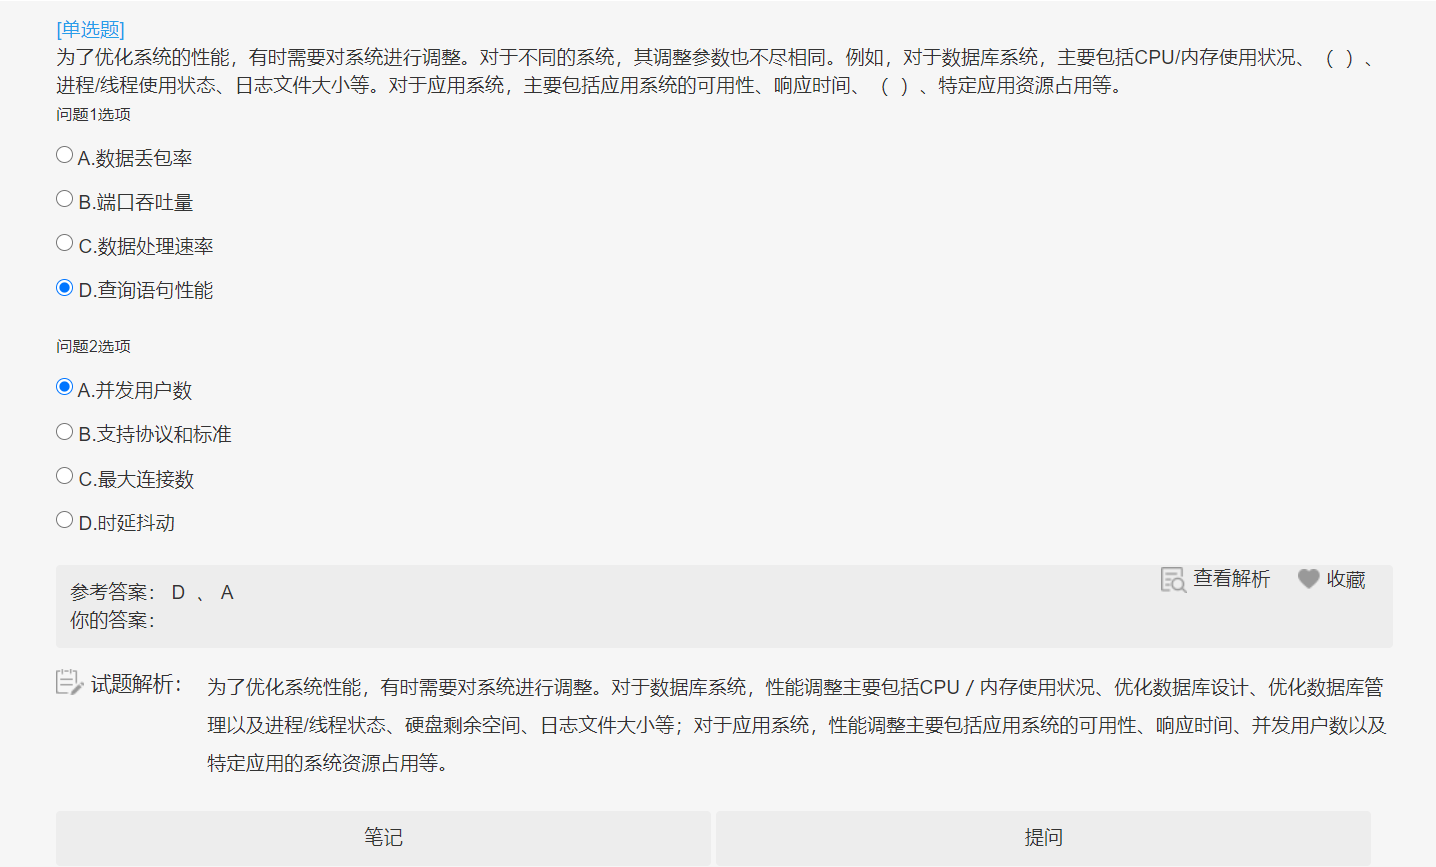 [单选题]
为了优化系统的性能，有时需要对系统进行调整。对于不同的系统，其调整参数也不尽相同。例如，对于数据库系统，主要包括CPU/内存使用状况、（ ）、
进程/线程使用状态、日志文件大小等。对于应用系统，主要包括应用系统的可用性、响应时间、（ ）、特定应用资源占用等。
问题1选项
A.数据丢包率
B.端口吞吐量
C.数据处理速率
D.查询语句性能
问题2选项
A.并发用户数
B.支持协议和标准
C.最大连接数
D.时延抖动
参考答案： D 、 A
查看解析 收藏
你的答案：
试题解析： 为了优化系统性能，有时需要对系统进行调整。对于数据库系统，性能调整主要包括CPU／内存使用状况、优化数据库设计、优化数据库管
理以及进程/线程状态、硬盘剩余空间、日志文件大小等；对于应用系统，性能调整主要包括应用系统的可用性、响应时间、并发用户数以及
特定应用的系统资源占用等。
笔记 提问